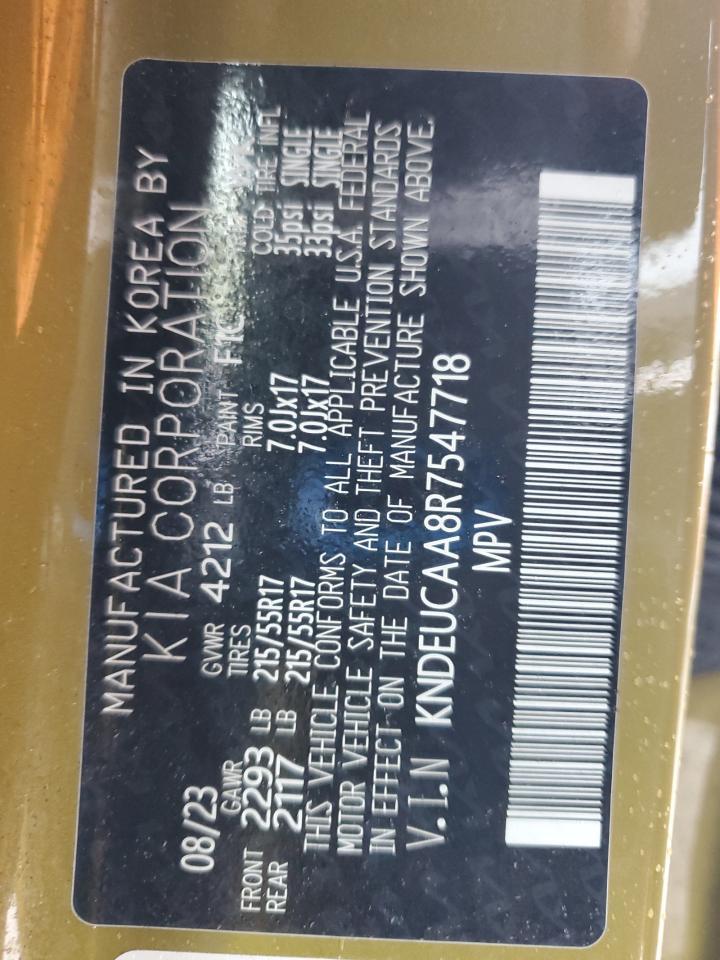 MANUFACTURED IN KOREA BY
KIA CORPORATION
08/23 GVWR 4212 LB PAINT
GAWR TIRES RIMS COLD TIRE INFL
FRONT 2293 LB 215/55R17 7.0Jx17 35psi SINGLE
REAR 2117 LB 215/55R17 7.0Jx17 33psi SINGLE
THIS VEHICLE CONFORMS TO ALL APPLICABLE U.S.A. FEDERAL
MOTOR VEHICLE SAFETY AND THEFT PREVENTION STANDARDS
IN EFFECT ON THE DATE OF MANUFACTURE SHOWN ABOVE.
V.I.N KNDEUCAA8R7547718
MPV